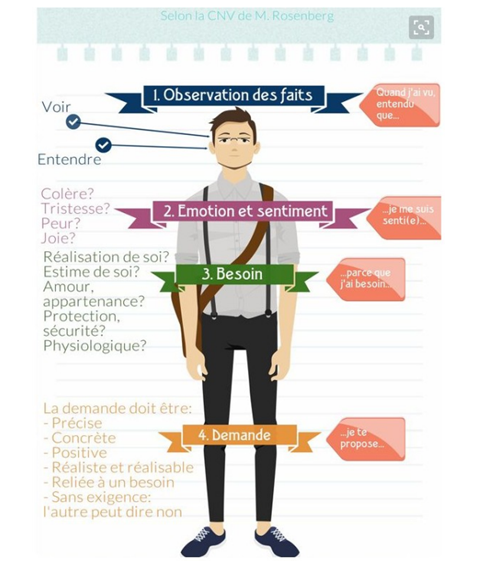 Selon la CNV de M. Rosenberg
1. Observation des faits
Quand j'ai vu,
entendu
que...
Voir
Entendre
Colère?
Tristesse?
Peur?
Joie?
2. Emotion et sentiment
...je me suis
senti(e)...
Réalisation de soi?
Estime de soi?
Amour,
appartenance?
Protection,
sécurité?
Physiologique?
3. Besoin
...parce que
j'ai besoin...
La demande doit être:
- Précise
- Concrète
- Positive
- Réaliste et réalisable
- Reliée à un besoin
- Sans exigence:
l'autre peut dire non
4. Demande
...je te
propose...